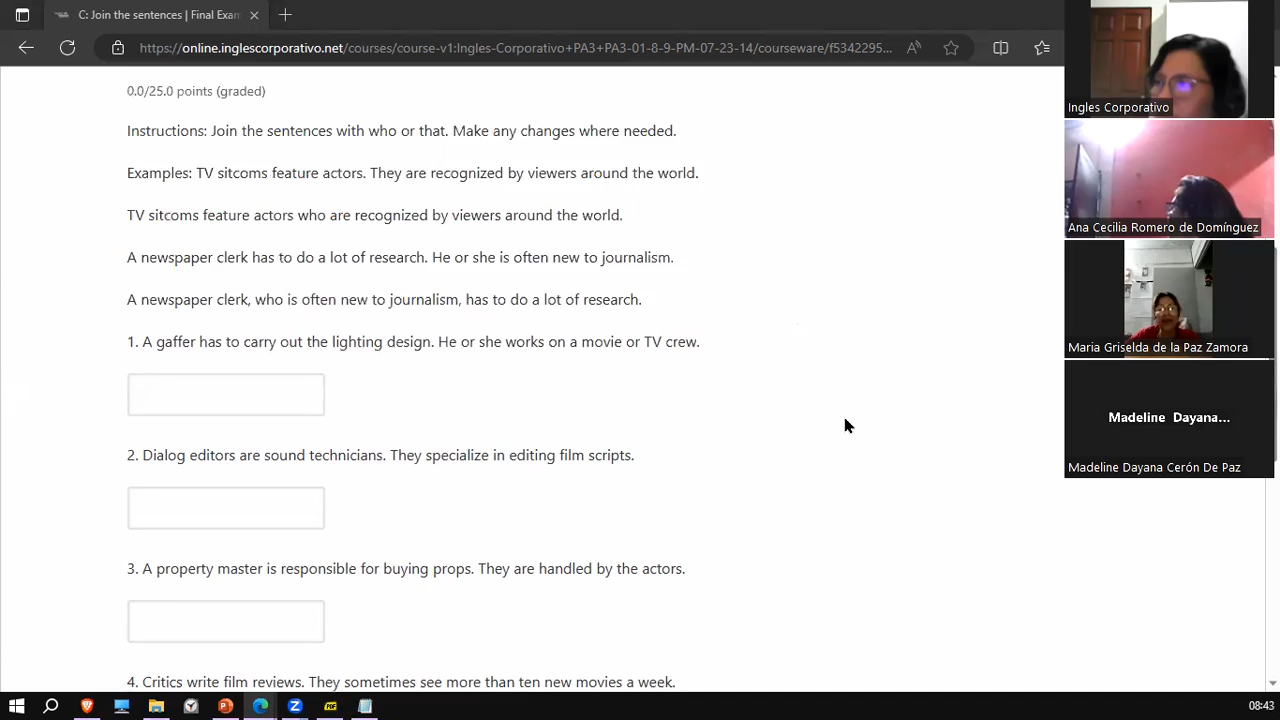 C: Join the sentences | Final Exa
https://online.inglescorporativo.net/courses/course-v1:Ingles-Corporativo+PA3+PA3-01-8-9-PM-07-23-14/courseware/f5342295...
0.0/25.0 points (graded)
Instructions: Join the sentences with who or that. Make any changes where needed.
Examples: TV sitcoms feature actors. They are recognized by viewers around the world.
TV sitcoms feature actors who are recognized by viewers around the world.
A newspaper clerk has to do a lot of research. He or she is often new to journalism.
A newspaper clerk, who is often new to journalism, has to do a lot of research.
1. A gaffer has to carry out the lighting design. He or she works on a movie or TV crew.
2. Dialog editors are sound technicians. They specialize in editing film scripts.
3. A property master is responsible for buying props. They are handled by the actors.
4. Critics write film reviews. They sometimes see more than ten new movies a week.
Ingles Corporativo
Ana Cecilia Romero de Domínguez
Maria Griselda de la Paz Zamora
Madeline Dayana...
Madeline Dayana Cerón De Paz
08:43